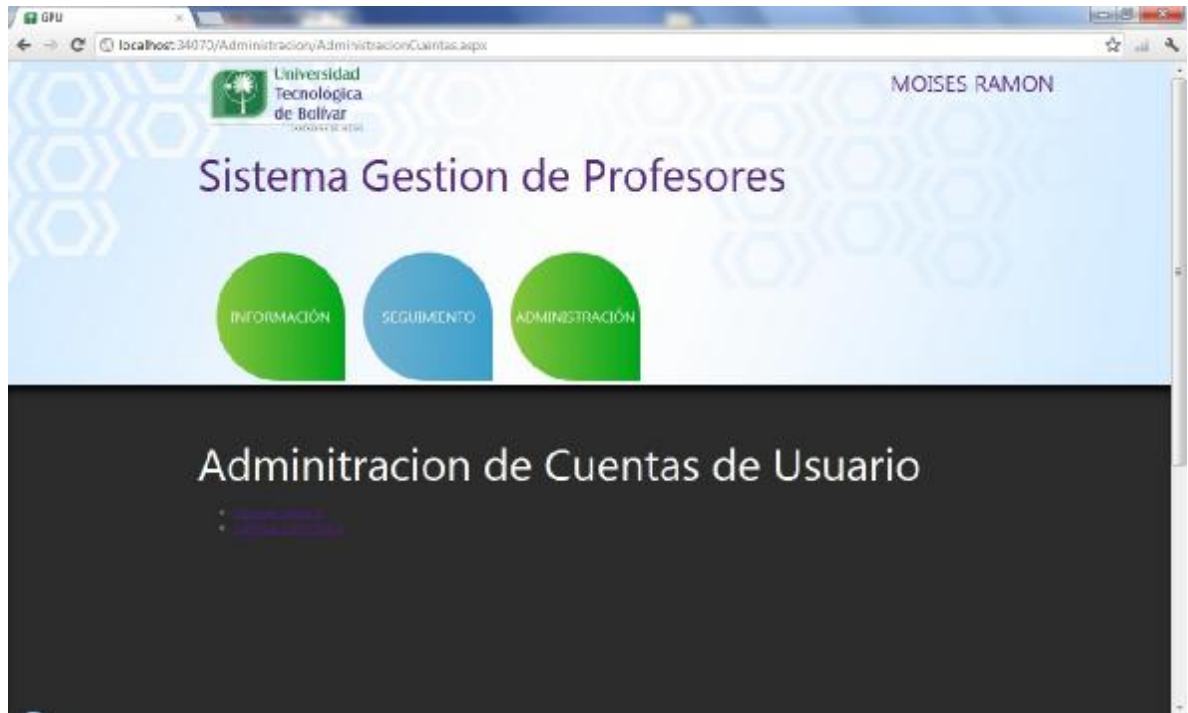 GPU
localhost:34070/Administracion/AdministracionCuentas.aspx
Universidad
Tecnológica
de Bolívar
MOISES RAMON
Sistema Gestion de Profesores
INFORMACIÓN
SEGUIMIENTO
ADMINISTRACIÓN
Adminitracion de Cuentas de Usuario